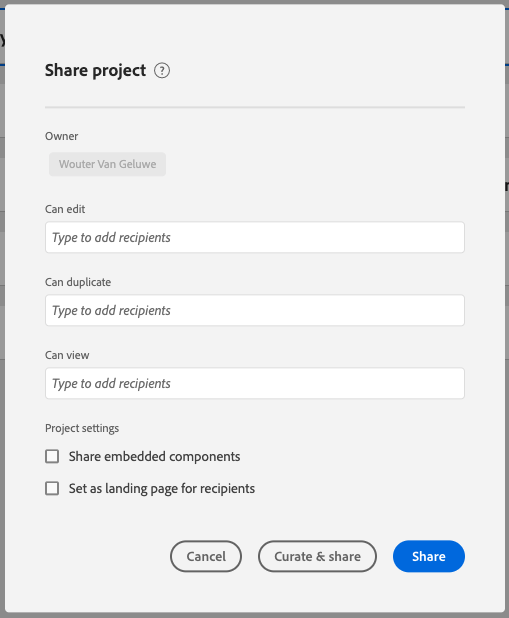 Share project ?
Owner
Wouter Van Geluwe
Can edit
Type to add recipients
Can duplicate
Type to add recipients
Can view
Type to add recipients
Project settings
Share embedded components
Set as landing page for recipients
Cancel Curate & share Share